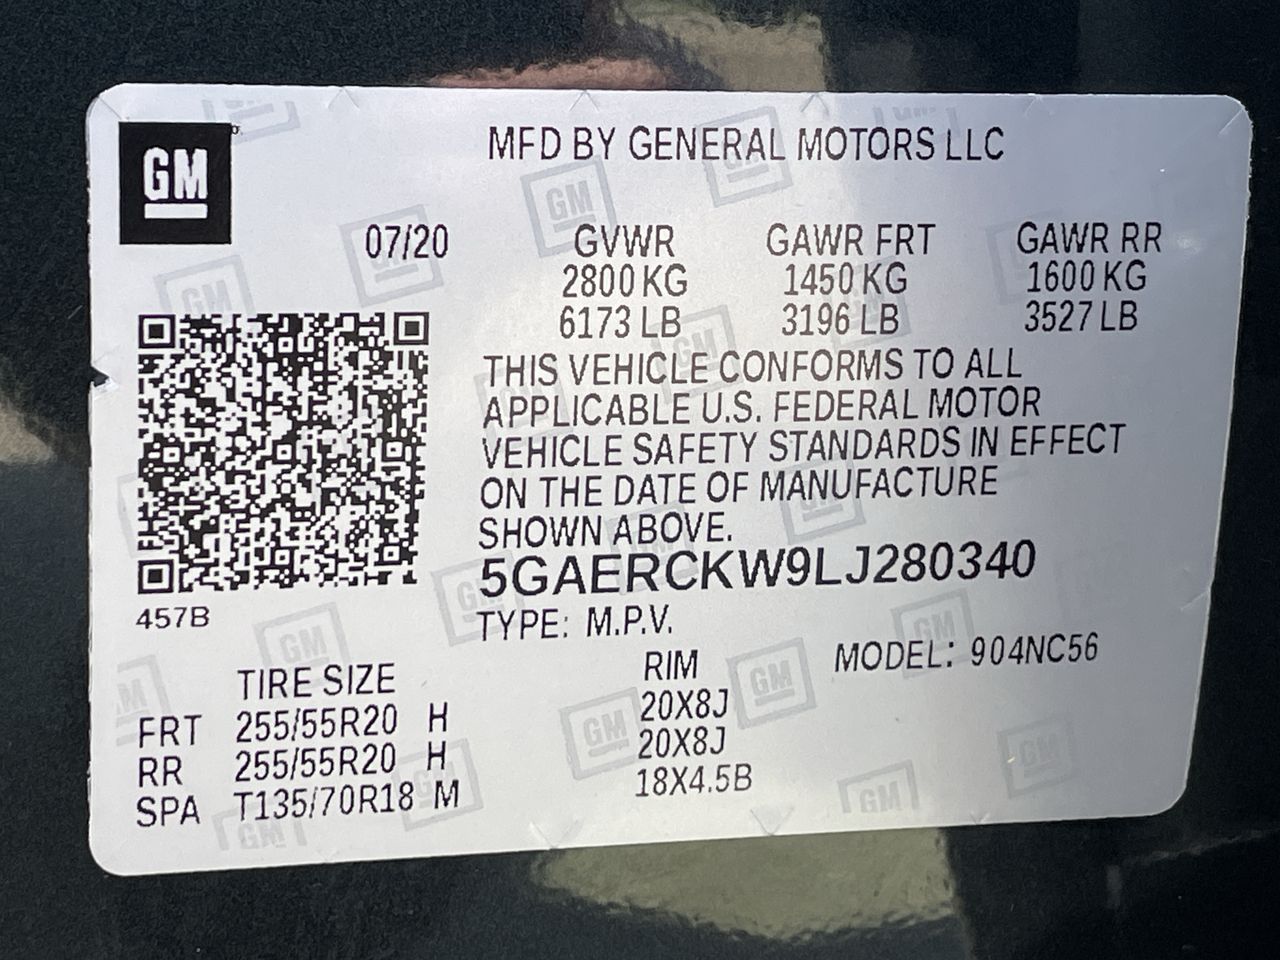 GM
MFD BY GENERAL MOTORS LLC
07/20 GVWR GAWR FRT GAWR RR
2800 KG 1450 KG 1600 KG
6173 LB 3196 LB 3527 LB
THIS VEHICLE CONFORMS TO ALL
APPLICABLE U.S. FEDERAL MOTOR
VEHICLE SAFETY STANDARDS IN EFFECT
ON THE DATE OF MANUFACTURE
SHOWN ABOVE.
5GAERCKW9LJ280340
457B
TYPE: M.P.V.
MODEL: 904NC56
TIRE SIZE RIM
FRT 255/55R20 H 20X8J
RR 255/55R20 H 20X8J
SPA T135/70R18 M 18X4.5B